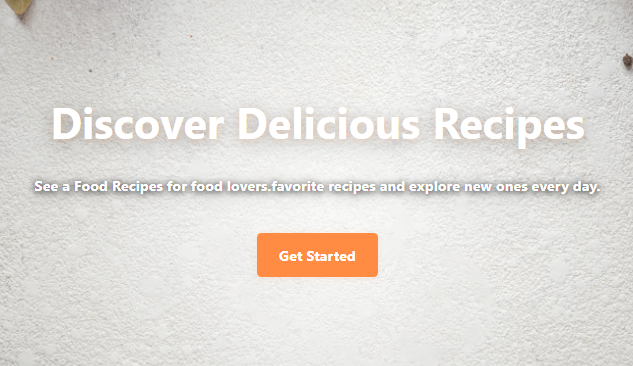 Discover Delicious Recipes
See a Food Recipes for food lovers.favorite recipes and explore new ones every day.
Get Started